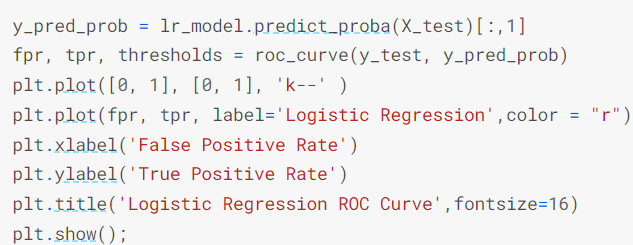 y_pred_prob = lr_model.predict_proba(X_test)[:,1]
fpr, tpr, thresholds = roc_curve(y_test, y_pred_prob)
plt.plot([0, 1], [0, 1], 'k--' )
plt.plot(fpr, tpr, label='Logistic Regression',color = "r")
plt.xlabel('False Positive Rate')
plt.ylabel('True Positive Rate')
plt.title('Logistic Regression ROC Curve',fontsize=16)
plt.show();